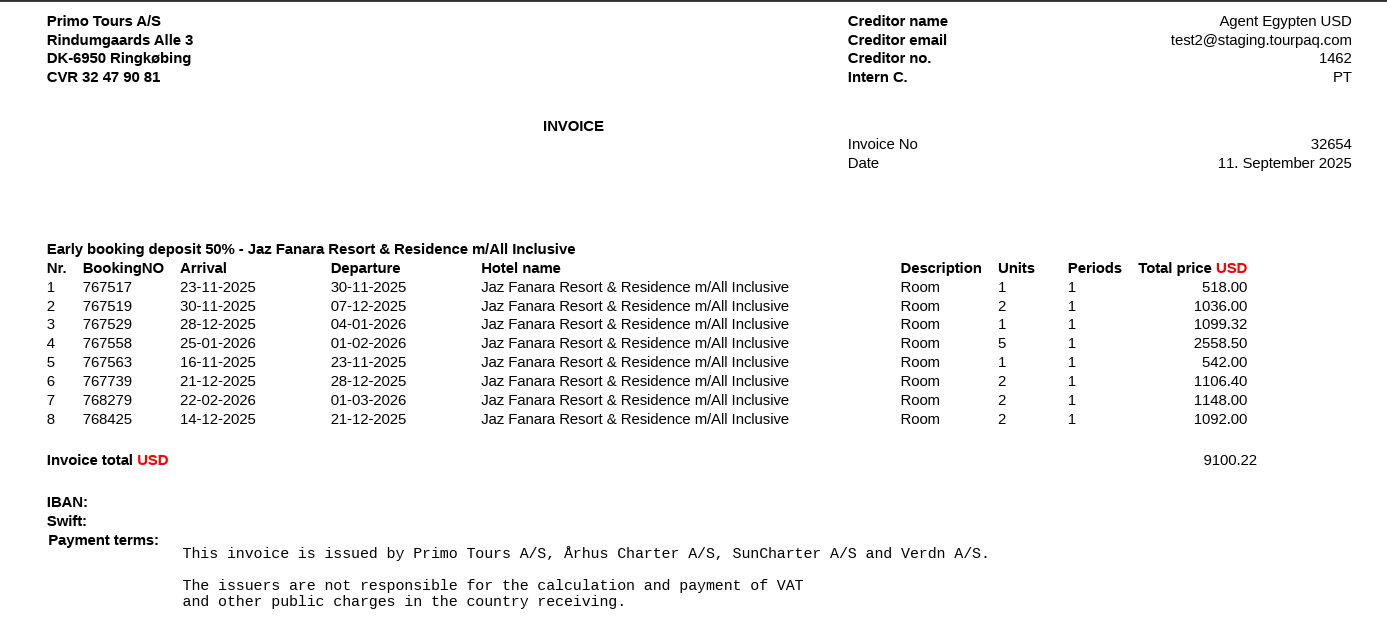 Primo Tours A/S
Rindumgaards Alle 3
DK-6950 Ringkøbing
CVR 32 47 90 81
Creditor name Agent Egypten USD
Creditor email test2@staging.tourpaq.com
Creditor no. 1462
Intern C. PT
INVOICE
Invoice No 32654
Date 11. September 2025
Early booking deposit 50% - Jaz Fanara Resort & Residence m/All Inclusive
Nr. BookingNO Arrival Departure Hotel name Description Units Periods Total price USD
1 767517 23-11-2025 30-11-2025 Jaz Fanara Resort & Residence m/All Inclusive Room 1 1 518.00
2 767519 30-11-2025 07-12-2025 Jaz Fanara Resort & Residence m/All Inclusive Room 2 1 1036.00
3 767529 28-12-2025 04-01-2026 Jaz Fanara Resort & Residence m/All Inclusive Room 1 1 1099.32
4 767558 25-01-2026 01-02-2026 Jaz Fanara Resort & Residence m/All Inclusive Room 5 1 2558.50
5 767563 16-11-2025 23-11-2025 Jaz Fanara Resort & Residence m/All Inclusive Room 1 1 542.00
6 767739 21-12-2025 28-12-2025 Jaz Fanara Resort & Residence m/All Inclusive Room 2 1 1106.40
7 768279 22-02-2026 01-03-2026 Jaz Fanara Resort & Residence m/All Inclusive Room 2 1 1148.00
8 768425 14-12-2025 21-12-2025 Jaz Fanara Resort & Residence m/All Inclusive Room 2 1 1092.00
Invoice total USD 9100.22
IBAN:
Swift:
Payment terms:
This invoice is issued by Primo Tours A/S, Århus Charter A/S, SunCharter A/S and Verdn A/S.
The issuers are not responsible for the calculation and payment of VAT
and other public charges in the country receiving.